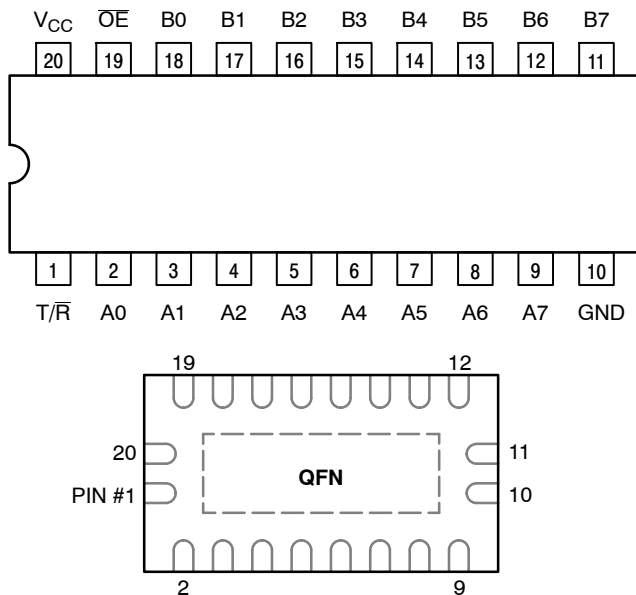 V_CC O̅E̅ B0 B1 B2 B3 B4 B5 B6 B7
20 19 18 17 16 15 14 13 12 11
1 2 3 4 5 6 7 8 9 10
T/R̅ A0 A1 A2 A3 A4 A5 A6 A7 GND
19 12
20 11
QFN
PIN #1 10
2 9